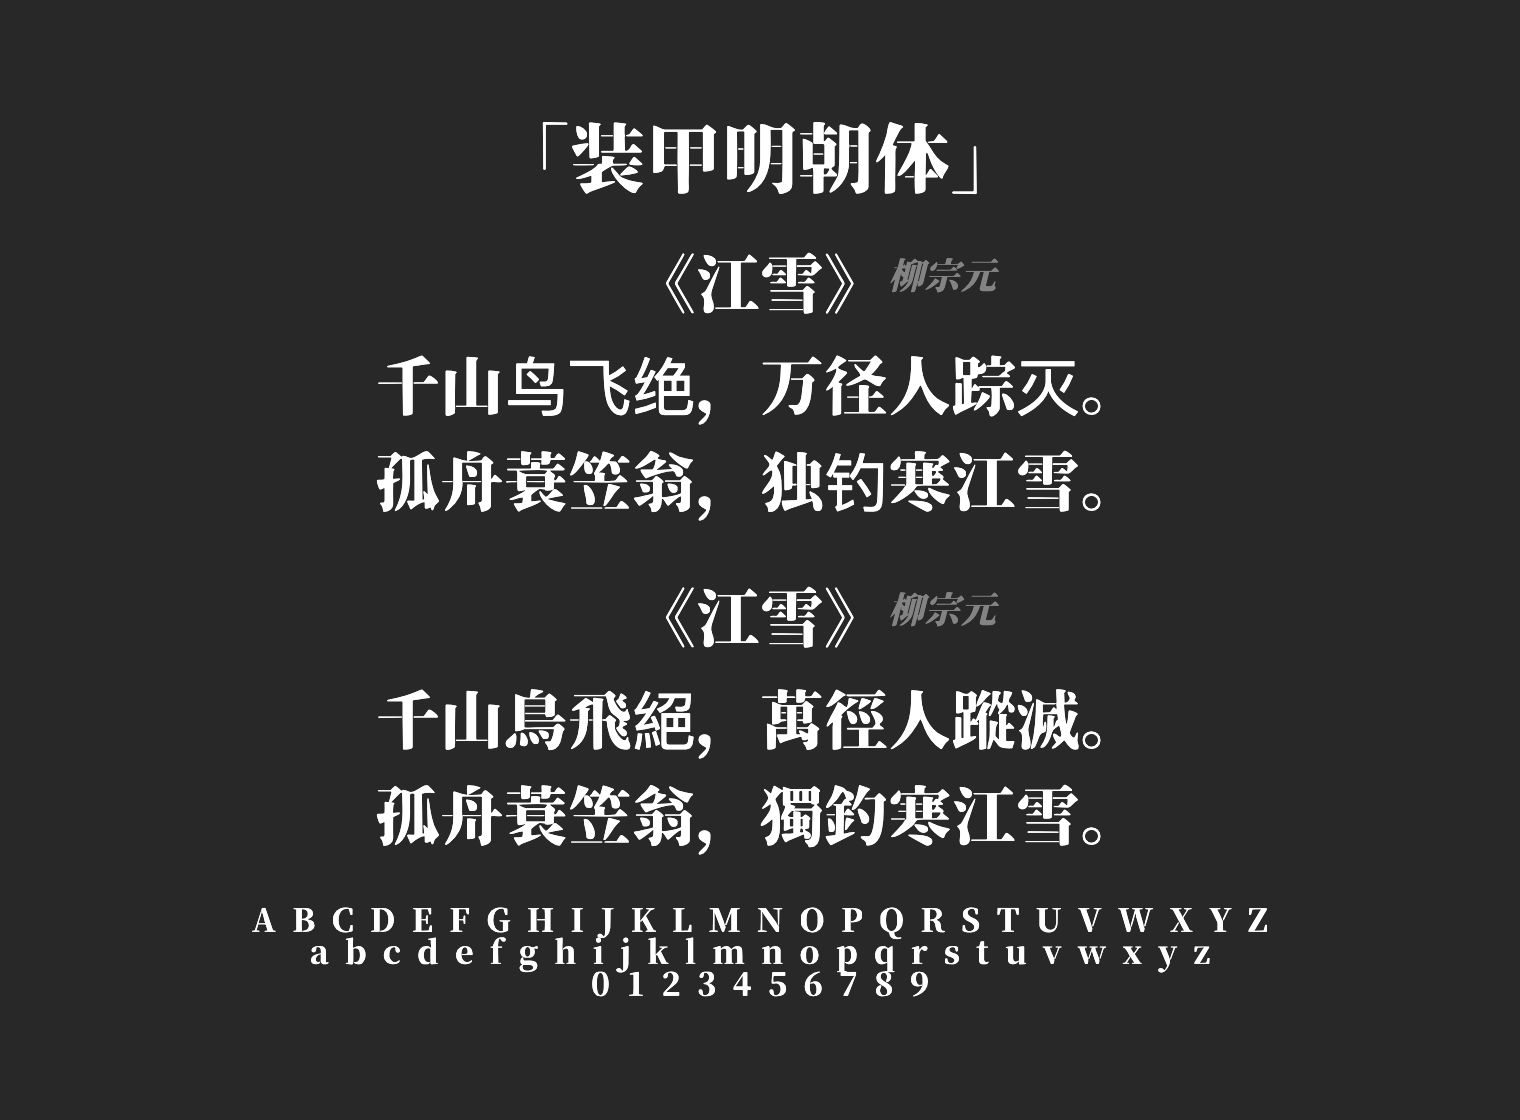 「装甲明朝体」
《江雪》 柳宗元
千山鸟飞绝，万径人踪灭。
孤舟蓑笠翁，独钓寒江雪。
《江雪》 柳宗元
千山鳥飛絕，萬徑人蹤滅。
孤舟蓑笠翁，獨釣寒江雪。
A B C D E F G H I J K L M N O P Q R S T U V W X Y Z
a b c d e f g h i j k l m n o p q r s t u v w x y z
0 1 2 3 4 5 6 7 8 9